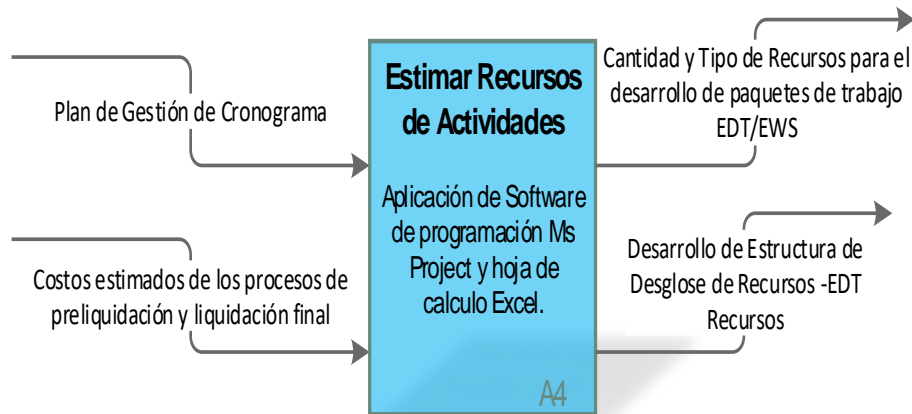 Plan de Gestión de Cronograma
Costos estimados de los procesos de
preliquidación y liquidación final
Estimar Recursos
de Actividades
Aplicación de Software
de programación Ms
Project y hoja de
calculo Excel.
A4
Cantidad y Tipo de Recursos para el
desarrollo de paquetes de trabajo
EDT/EWS
Desarrollo de Estructura de
Desglose de Recursos -EDT
Recursos